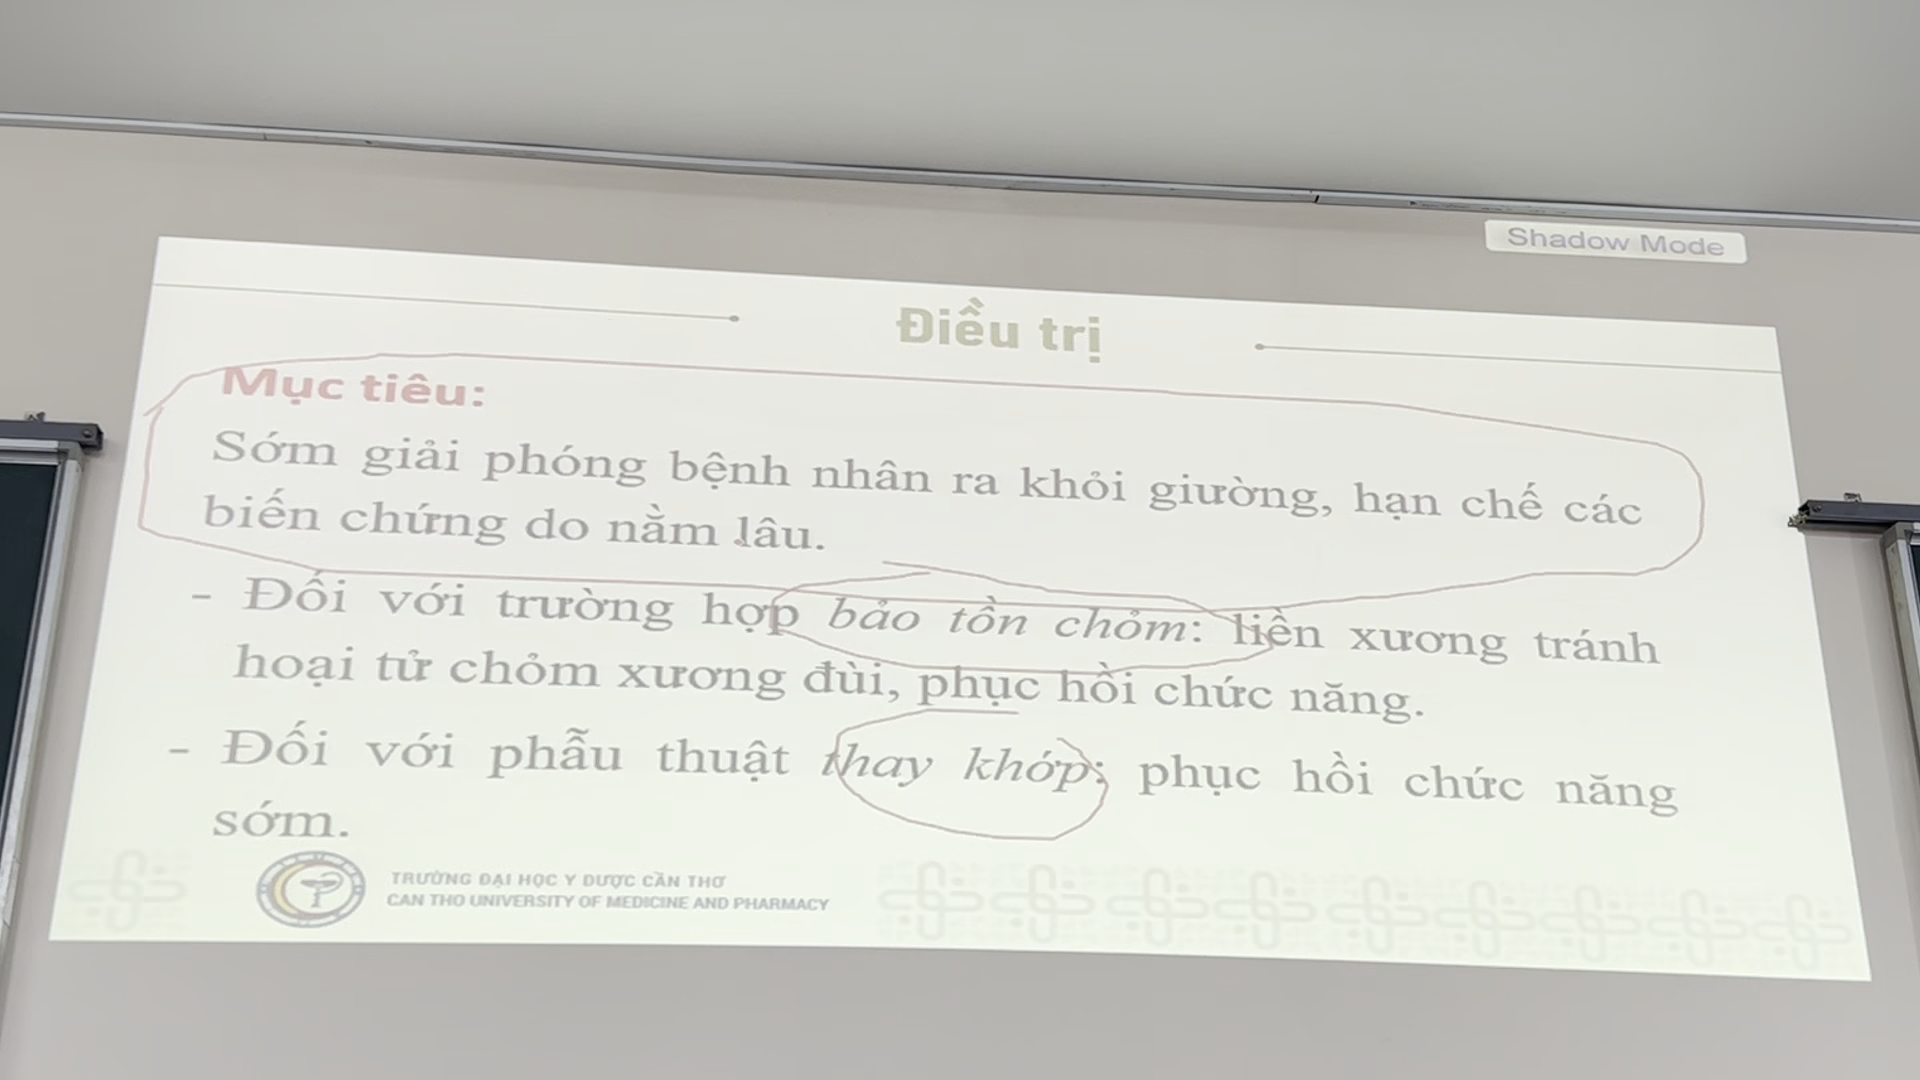 Shadow Mode
Điều trị
Mục tiêu:
Sớm giải phóng bệnh nhân ra khỏi giường, hạn chế các
biến chứng do nằm lâu.
- Đối với trường hợp bảo tồn chỏm: liền xương tránh
hoại tử chỏm xương đùi, phục hồi chức năng.
- Đối với phẫu thuật thay khớp: phục hồi chức năng
sớm.
TRƯỜNG ĐẠI HỌC Y DƯỢC CẦN THƠ
CAN THO UNIVERSITY OF MEDICINE AND PHARMACY